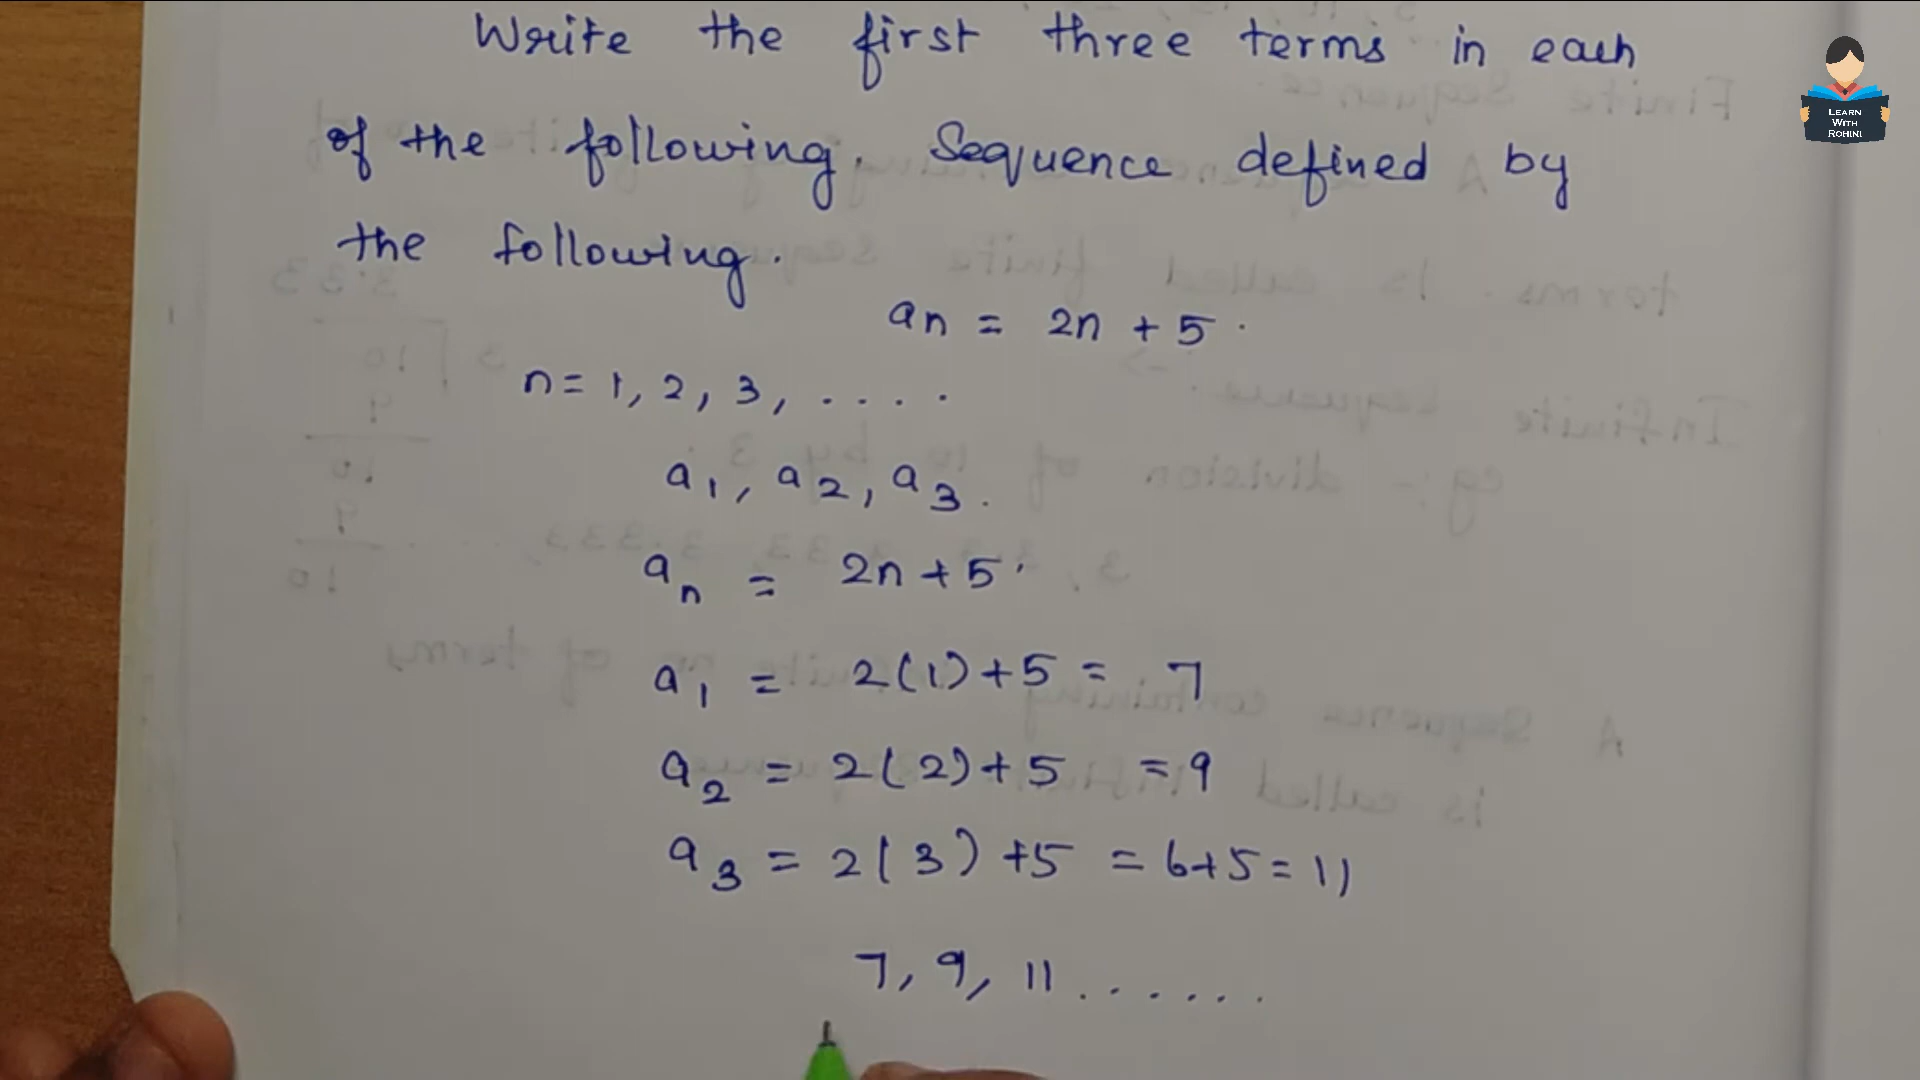 Write the first three terms in each
of the following. Sequence defined by
the following.
an = 2n + 5.
n = 1, 2, 3, ....
a1, a2, a3.
an = 2n + 5.
a1 = 2(1)+5 = 7
a2 = 2(2)+5 = 9
a3 = 2(3)+5 = 6+5 = 11
7, 9, 11 .......
LEARN
WITH
ROHINI